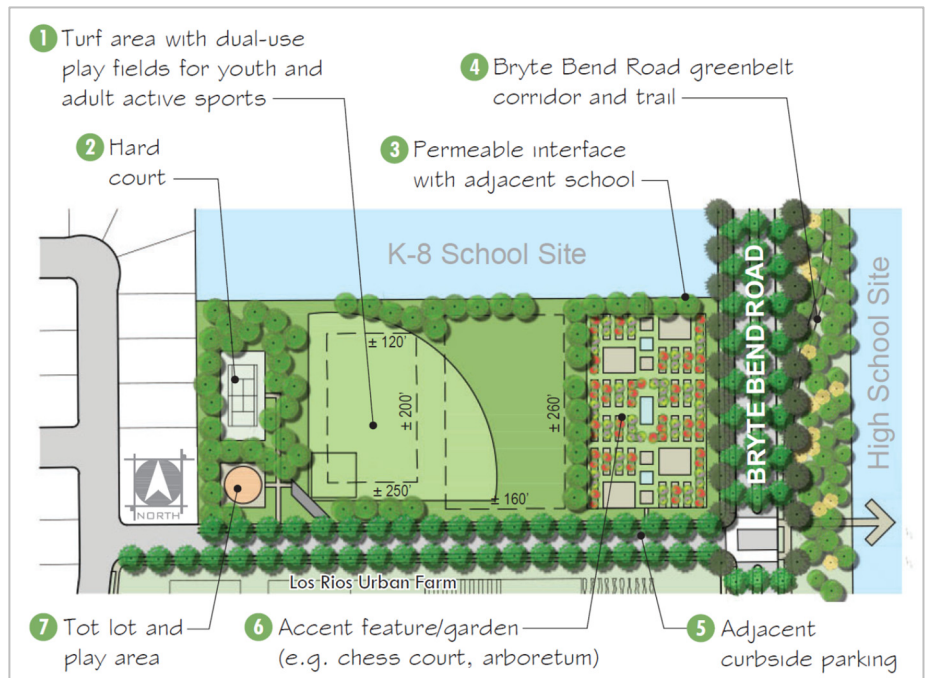 1 Turf area with dual-use
play fields for youth and
adult active sports
4 Bryte Bend Road greenbelt
corridor and trail
2 Hard
court
3 Permeable interface
with adjacent school
K-8 School Site
BRYTE BEND ROAD
High School Site
± 120'
± 200'
± 260'
± 250'
± 160'
NORTH
Los Rios Urban Farm
7 Tot lot and
play area
6 Accent feature/garden
(e.g. chess court, arboretum)
5 Adjacent
curbside parking